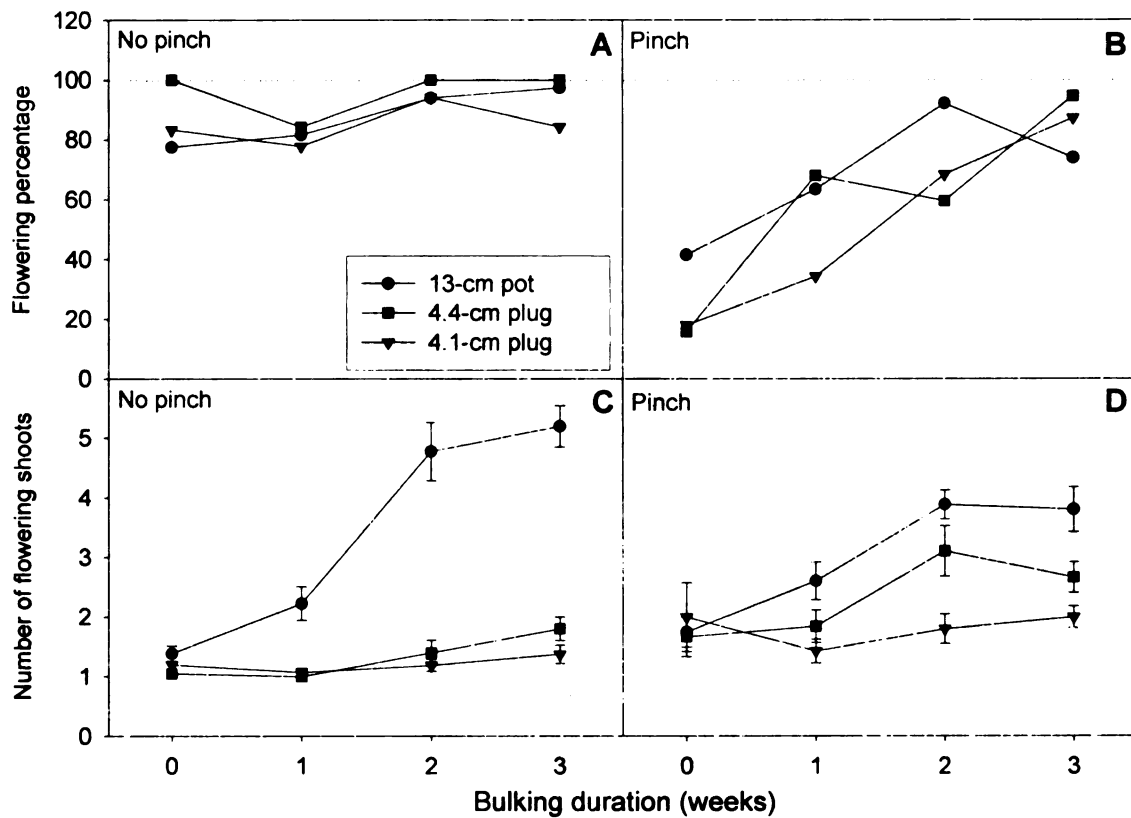 120
100
80
60
40
20
0
Flowering percentage
No pinch
A
13-cm pot
4.4-cm plug
4.1-cm plug
Pinch
B
5
4
3
2
1
0
Number of flowering shoots
No pinch
C
Pinch
D
0 1 2 3
0 1 2 3
Bulking duration (weeks)